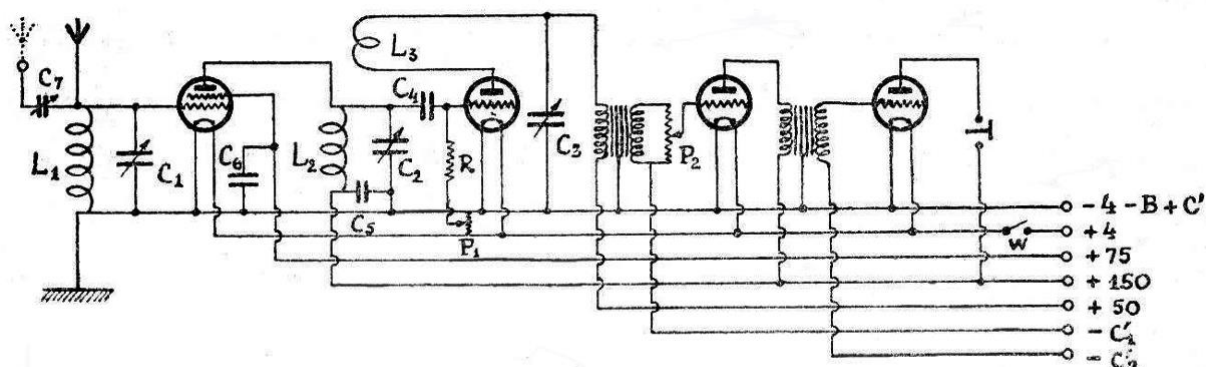 C₇
L₁
C₁
C₆
L₂
C₅
C₂
C₄
L₃
R
P₁
C₃
P₂
W
- 4 - B + C'
+ 4
+ 75
+ 150
+ 50
- C'₁
- C'₂